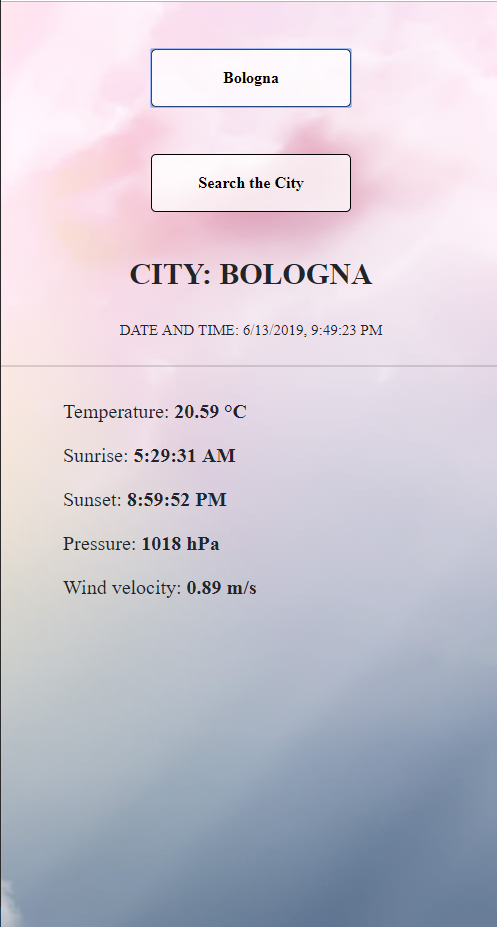 Bologna
Search the City
CITY: BOLOGNA
DATE AND TIME: 6/13/2019, 9:49:23 PM
Temperature: 20.59 °C
Sunrise: 5:29:31 AM
Sunset: 8:59:52 PM
Pressure: 1018 hPa
Wind velocity: 0.89 m/s